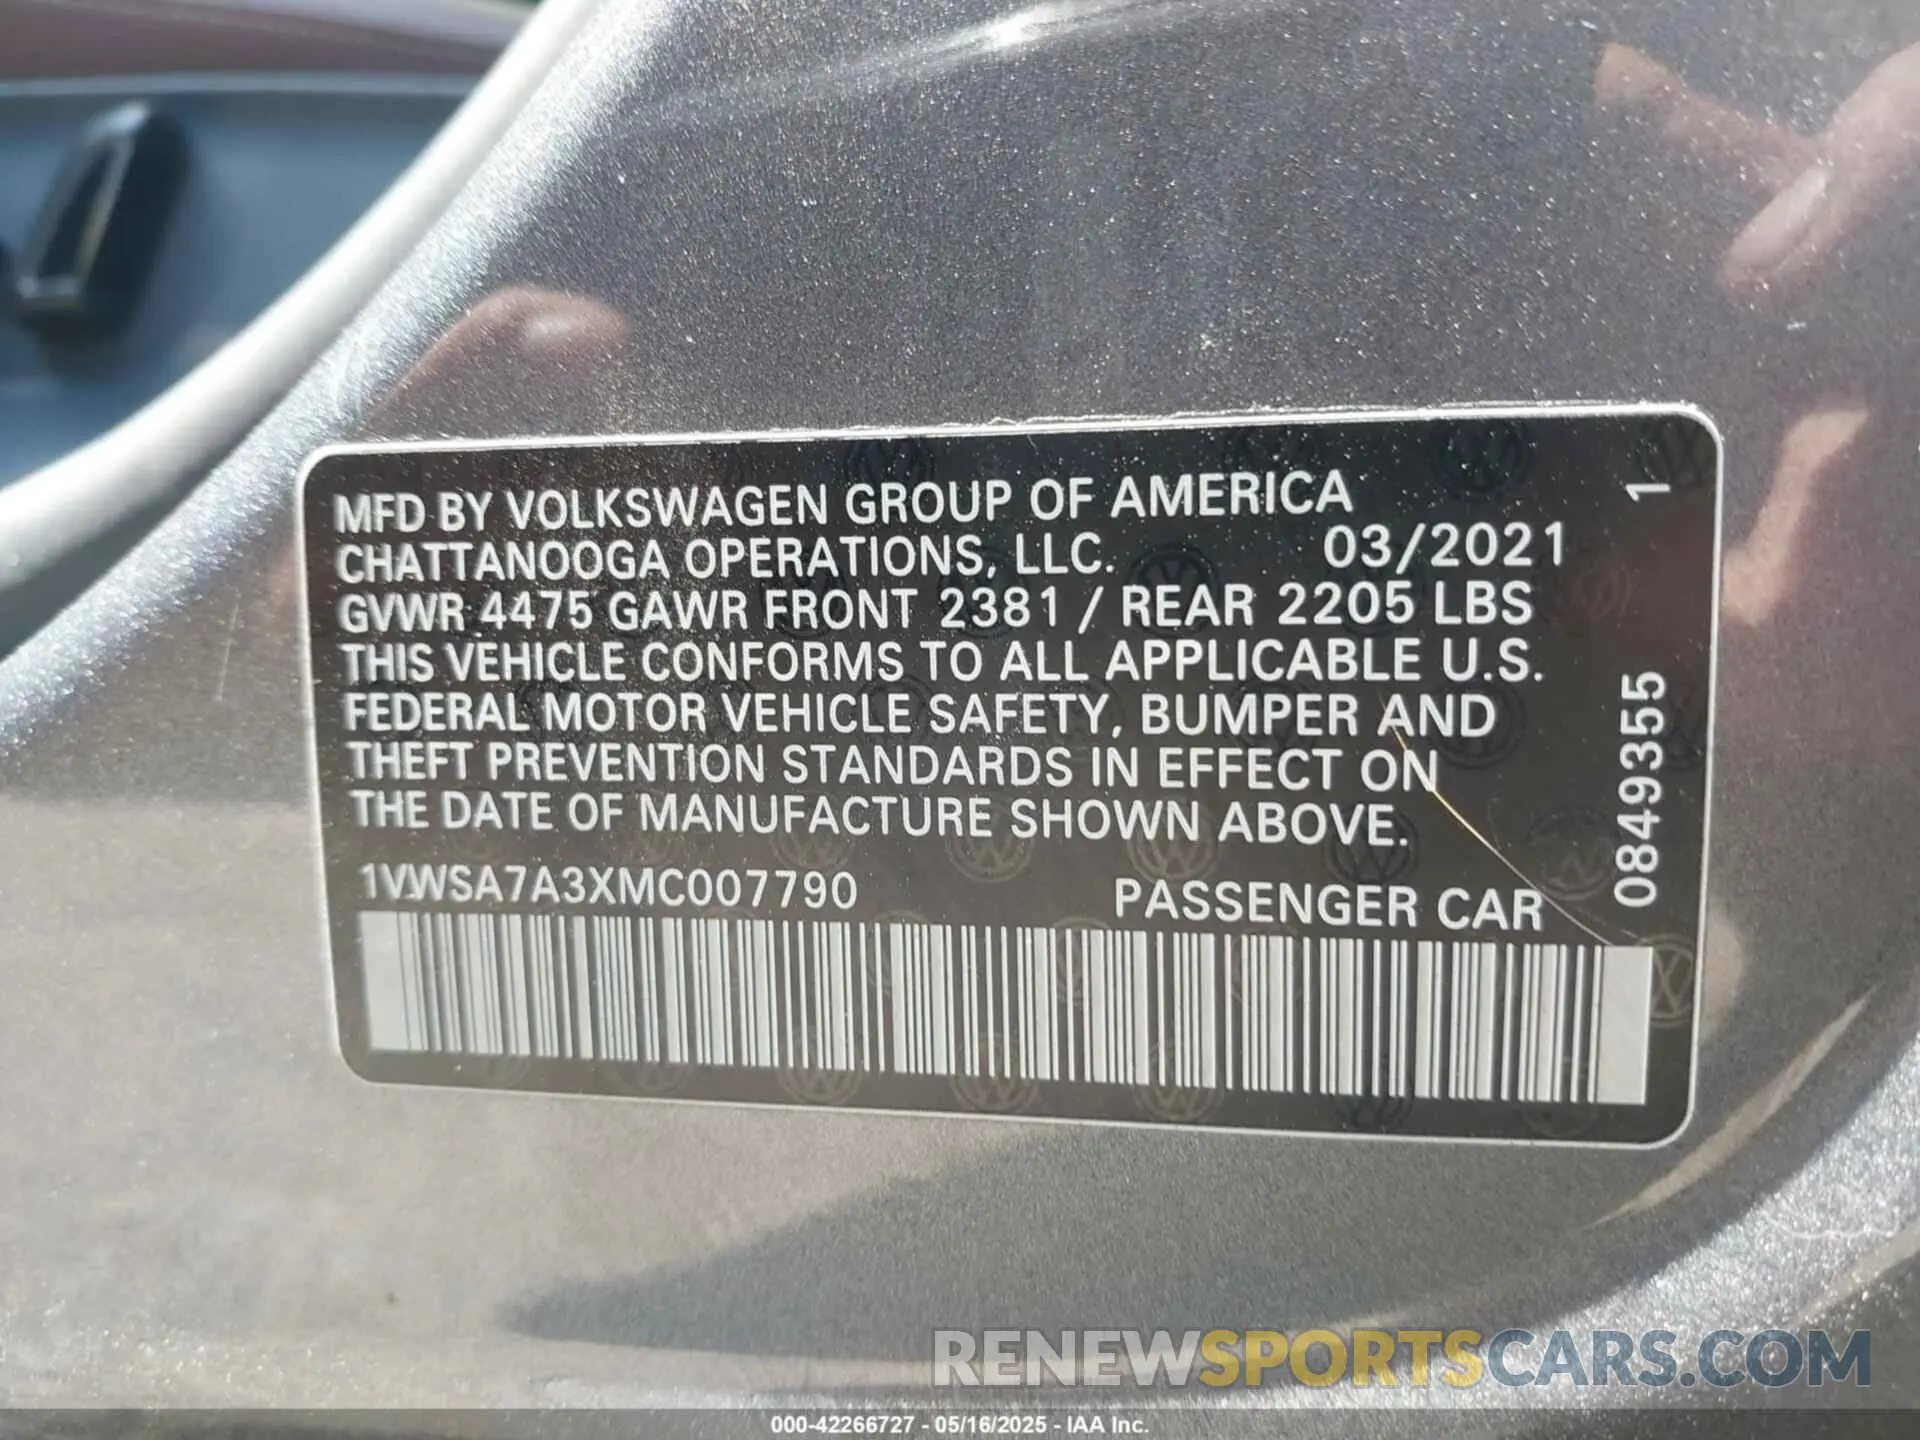 MFD BY VOLKSWAGEN GROUP OF AMERICA
CHATTANOOGA OPERATIONS, LLC. 03/2021
GVWR 4475 GAWR FRONT 2381 / REAR 2205 LBS
THIS VEHICLE CONFORMS TO ALL APPLICABLE U.S.
FEDERAL MOTOR VEHICLE SAFETY, BUMPER AND
THEFT PREVENTION STANDARDS IN EFFECT ON
THE DATE OF MANUFACTURE SHOWN ABOVE.
1VWSA7A3XMC007790 PASSENGER CAR
0849355 1
RENEWSPORTSCARS.COM
000-42266727 - 05/16/2025 - IAA Inc.